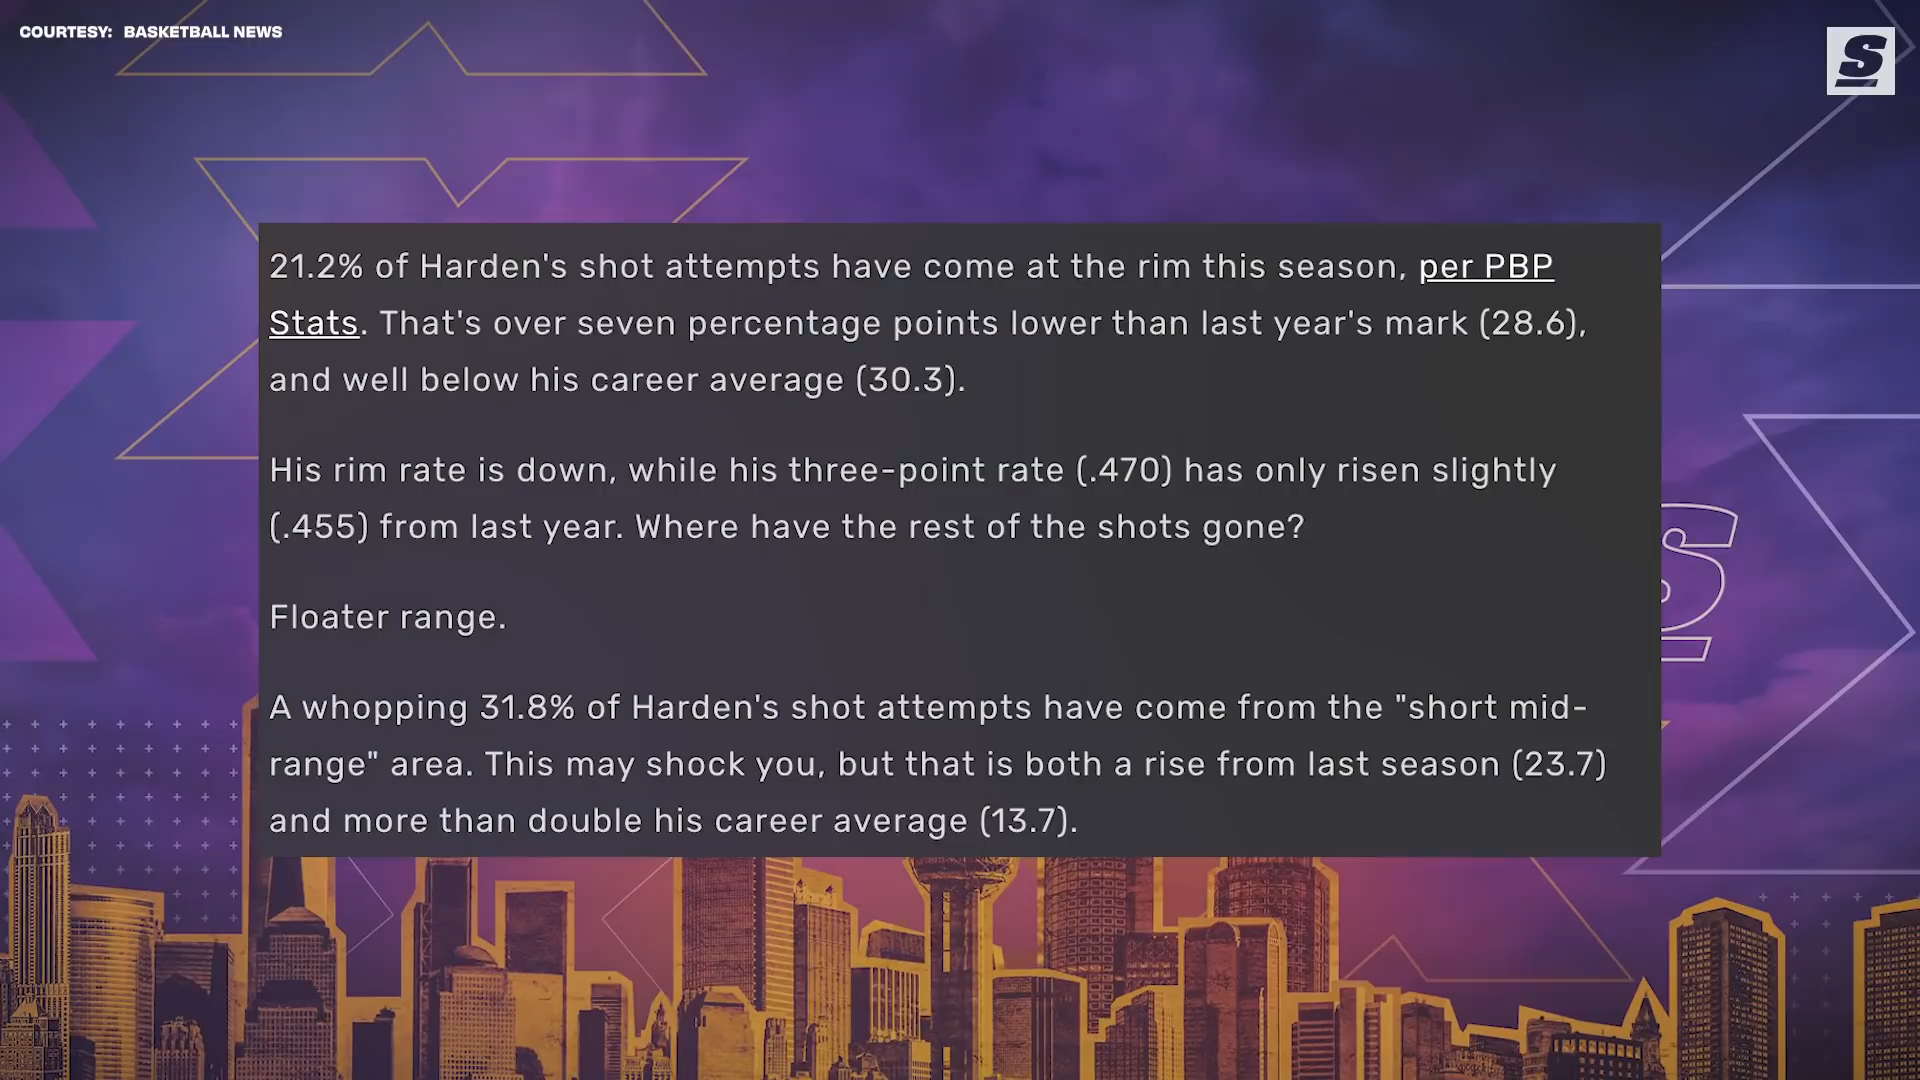 COURTESY: BASKETBALL NEWS
S
21.2% of Harden's shot attempts have come at the rim this season, per PBP
Stats. That's over seven percentage points lower than last year's mark (28.6),
and well below his career average (30.3).
His rim rate is down, while his three-point rate (.470) has only risen slightly
(.455) from last year. Where have the rest of the shots gone?
Floater range.
A whopping 31.8% of Harden's shot attempts have come from the "short mid-
range" area. This may shock you, but that is both a rise from last season (23.7)
and more than double his career average (13.7).
S